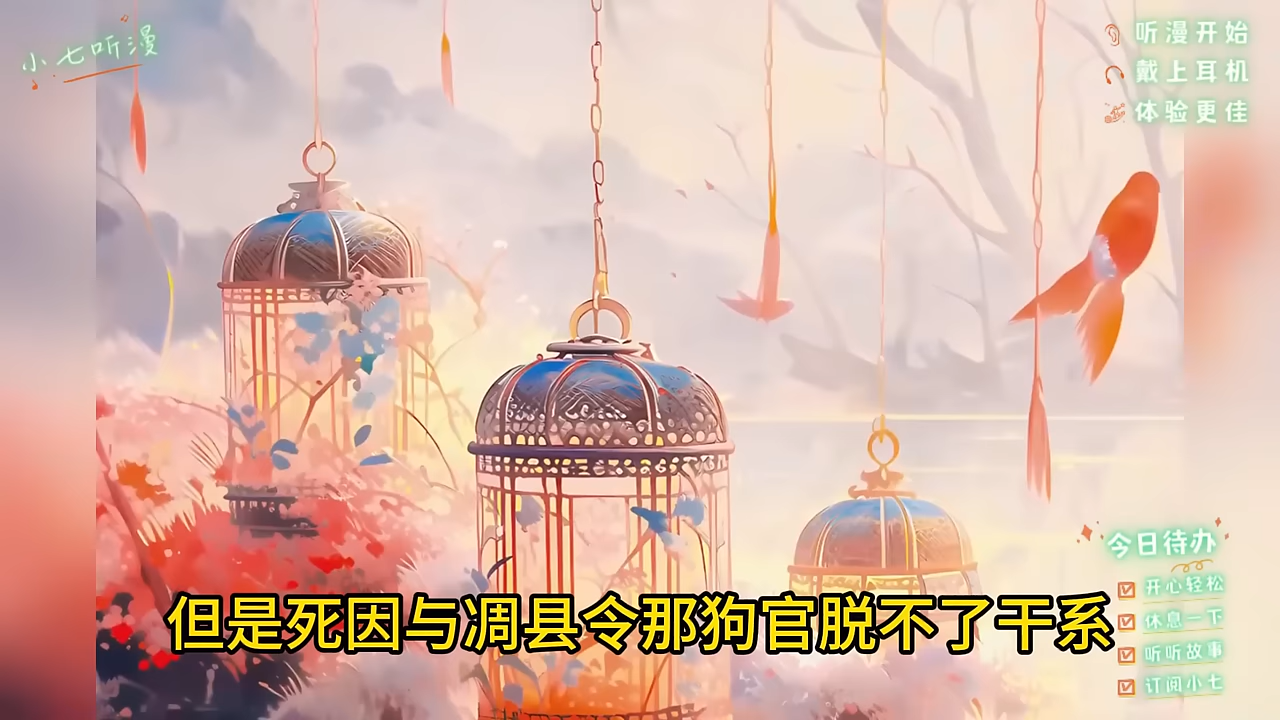 小七听漫
听漫开始
戴上耳机
体验更佳
今日待办
开心轻松
休息一下
听听故事
订阅小七
但是死因与凋县令那狗官脱不了干系